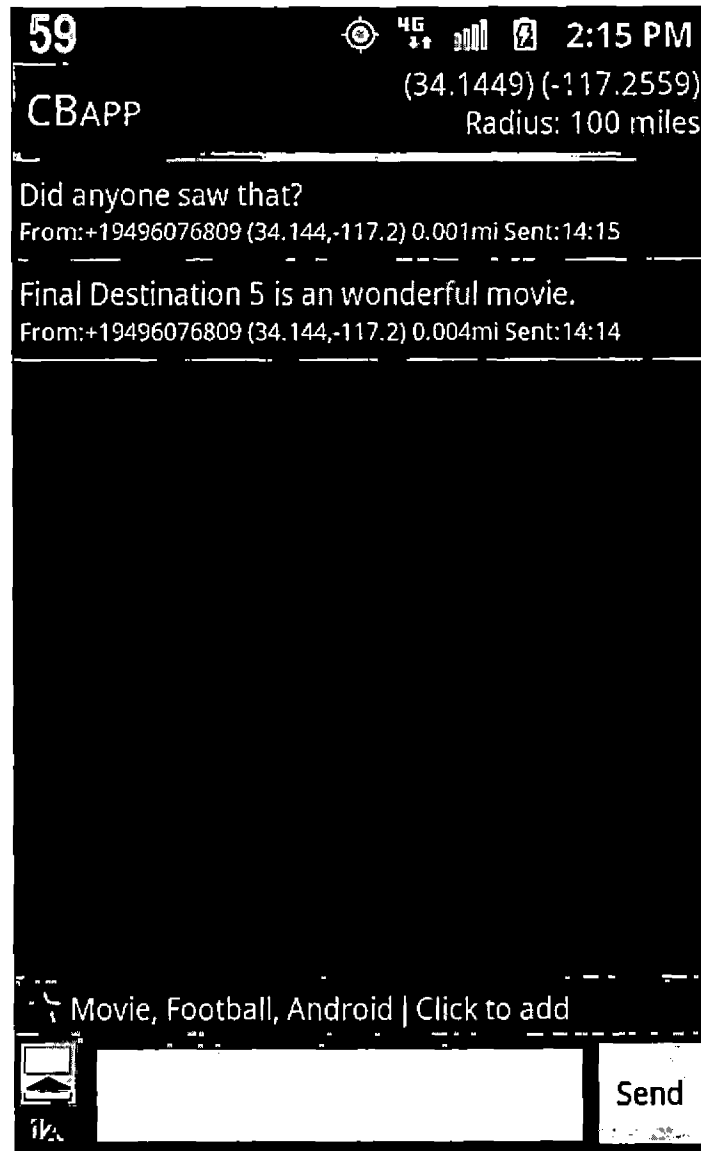 59 4G 2:15 PM
(34.1449) (-117.2559)
CBAPP
Radius: 100 miles
Did anyone saw that?
From:+19496076809 (34.144,-117.2) 0.001mi Sent:14:15
Final Destination 5 is an wonderful movie.
From:+19496076809 (34.144,-117.2) 0.004mi Sent:14:14
Movie, Football, Android | Click to add
Send